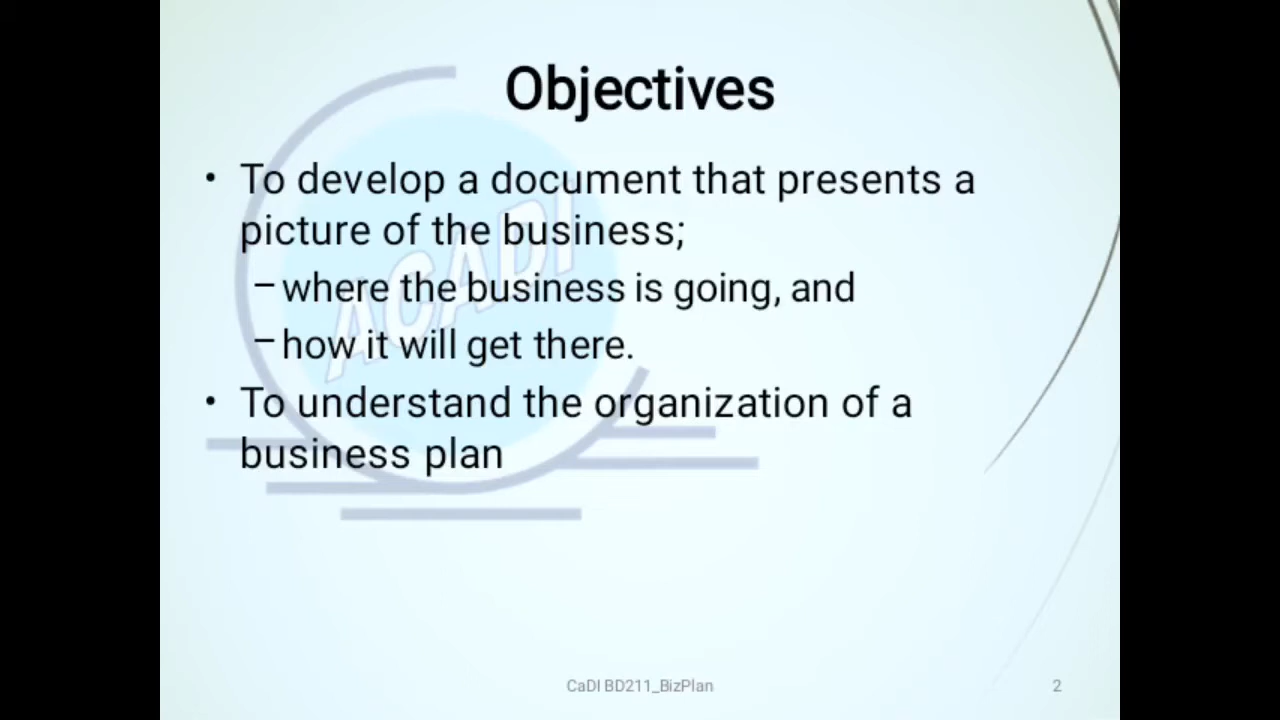 Objectives
• To develop a document that presents a
picture of the business;
– where the business is going, and
– how it will get there.
• To understand the organization of a
business plan
ACADI
CaDI BD211_BizPlan
2